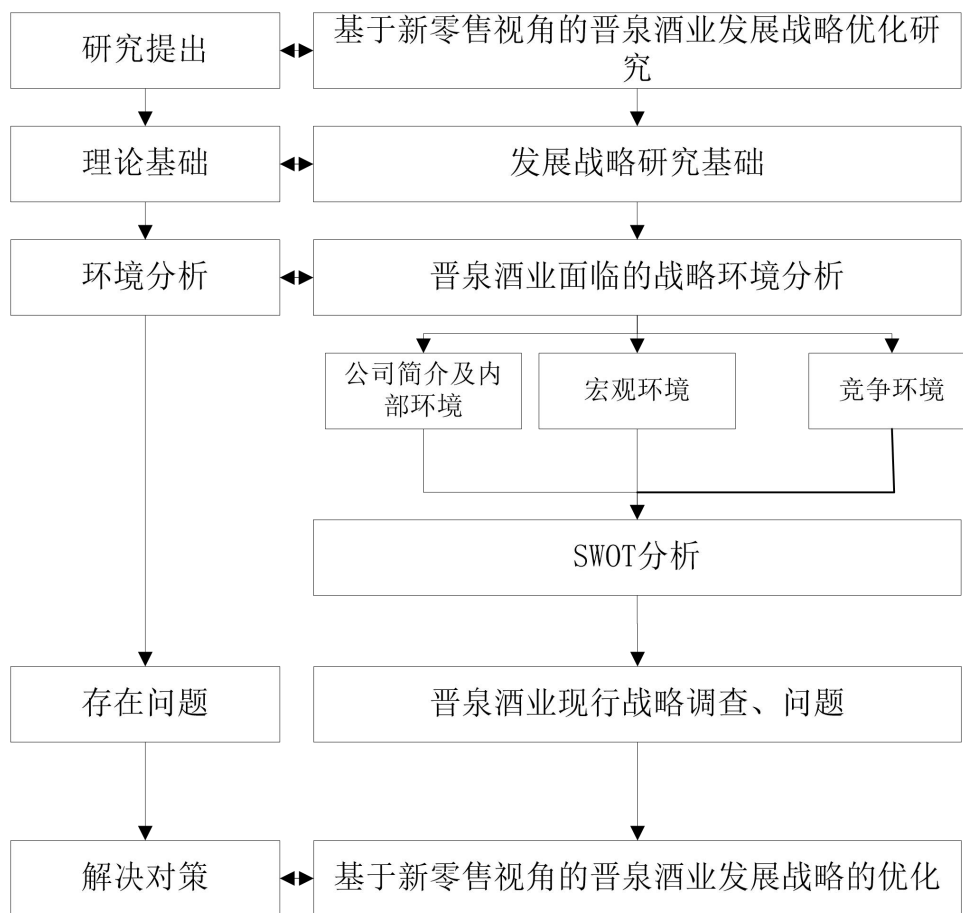 研究提出
基于新零售视角的晋泉酒业发展战略优化研
究
理论基础
发展战略研究基础
环境分析
晋泉酒业面临的战略环境分析
公司简介及内
部环境
宏观环境
竞争环境
SWOT分析
存在问题
晋泉酒业现行战略调查、问题
解决对策
基于新零售视角的晋泉酒业发展战略的优化